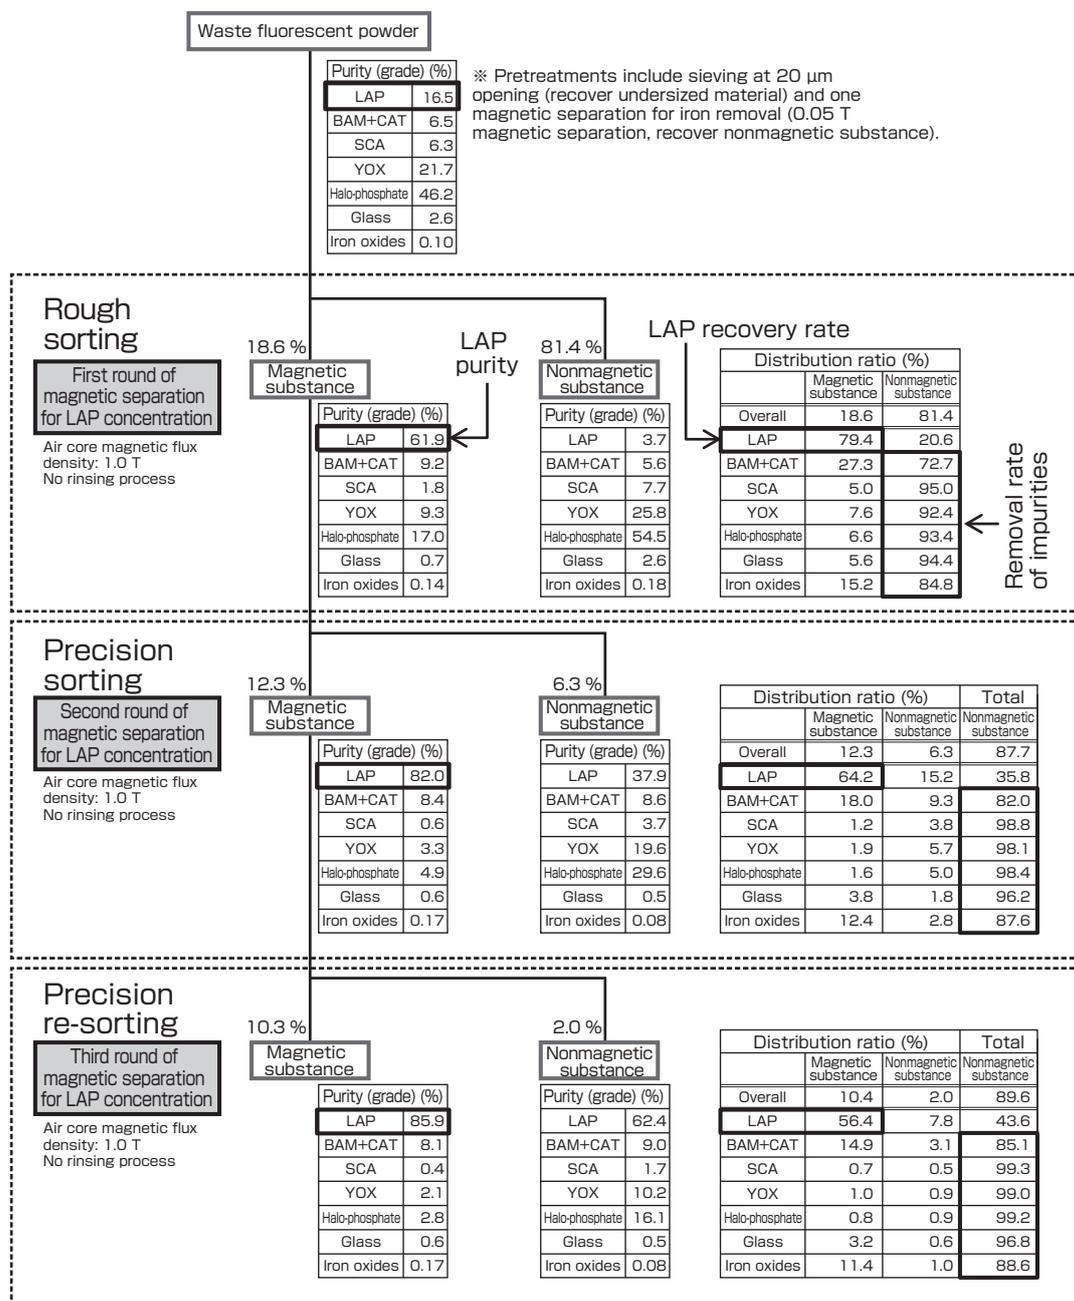 Waste fluorescent powder
Purity (grade) (%)
LAP 16.5
BAM+CAT 6.5
SCA 6.3
YOX 21.7
Halo-phosphate 46.2
Glass 2.6
Iron oxides 0.10
※ Pretreatments include sieving at 20 µm
opening (recover undersized material) and one
magnetic separation for iron removal (0.05 T
magnetic separation, recover nonmagnetic substance).
Rough
sorting
First round of
magnetic separation
for LAP concentration
Air core magnetic flux
density: 1.0 T
No rinsing process
18.6 %
Magnetic
substance
Purity (grade) (%)
LAP 61.9
BAM+CAT 9.2
SCA 1.8
YOX 9.3
Halo-phosphate 17.0
Glass 0.7
Iron oxides 0.14
LAP
purity
81.4 %
Nonmagnetic
substance
Purity (grade) (%)
LAP 3.7
BAM+CAT 5.6
SCA 7.7
YOX 25.8
Halo-phosphate 54.5
Glass 2.6
Iron oxides 0.18
LAP recovery rate
Distribution ratio (%)
Magnetic substance Nonmagnetic substance
Overall 18.6 81.4
LAP 79.4 20.6
BAM+CAT 27.3 72.7
SCA 5.0 95.0
YOX 7.6 92.4
Halo-phosphate 6.6 93.4
Glass 5.6 94.4
Iron oxides 15.2 84.8
Removal rate
of impurities
Precision
sorting
Second round of
magnetic separation
for LAP concentration
Air core magnetic flux
density: 1.0 T
No rinsing process
12.3 %
Magnetic
substance
Purity (grade) (%)
LAP 82.0
BAM+CAT 8.4
SCA 0.6
YOX 3.3
Halo-phosphate 4.9
Glass 0.6
Iron oxides 0.17
6.3 %
Nonmagnetic
substance
Purity (grade) (%)
LAP 37.9
BAM+CAT 8.6
SCA 3.7
YOX 19.6
Halo-phosphate 29.6
Glass 0.5
Iron oxides 0.08
Distribution ratio (%) Total
Magnetic substance Nonmagnetic substance Nonmagnetic substance
Overall 12.3 6.3 87.7
LAP 64.2 15.2 35.8
BAM+CAT 18.0 9.3 82.0
SCA 1.2 3.8 98.8
YOX 1.9 5.7 98.1
Halo-phosphate 1.6 5.0 98.4
Glass 3.8 1.8 96.2
Iron oxides 12.4 2.8 87.6
Precision
re-sorting
Third round of
magnetic separation
for LAP concentration
Air core magnetic flux
density: 1.0 T
No rinsing process
10.3 %
Magnetic
substance
Purity (grade) (%)
LAP 85.9
BAM+CAT 8.1
SCA 0.4
YOX 2.1
Halo-phosphate 2.8
Glass 0.6
Iron oxides 0.17
2.0 %
Nonmagnetic
substance
Purity (grade) (%)
LAP 62.4
BAM+CAT 9.0
SCA 1.7
YOX 10.2
Halo-phosphate 16.1
Glass 0.5
Iron oxides 0.08
Distribution ratio (%) Total
Magnetic substance Nonmagnetic substance Nonmagnetic substance
Overall 10.4 2.0 89.6
LAP 56.4 7.8 43.6
BAM+CAT 14.9 3.1 85.1
SCA 0.7 0.5 99.3
YOX 1.0 0.9 99.0
Halo-phosphate 0.8 0.9 99.2
Glass 3.2 0.6 96.8
Iron oxides 11.4 1.0 88.6